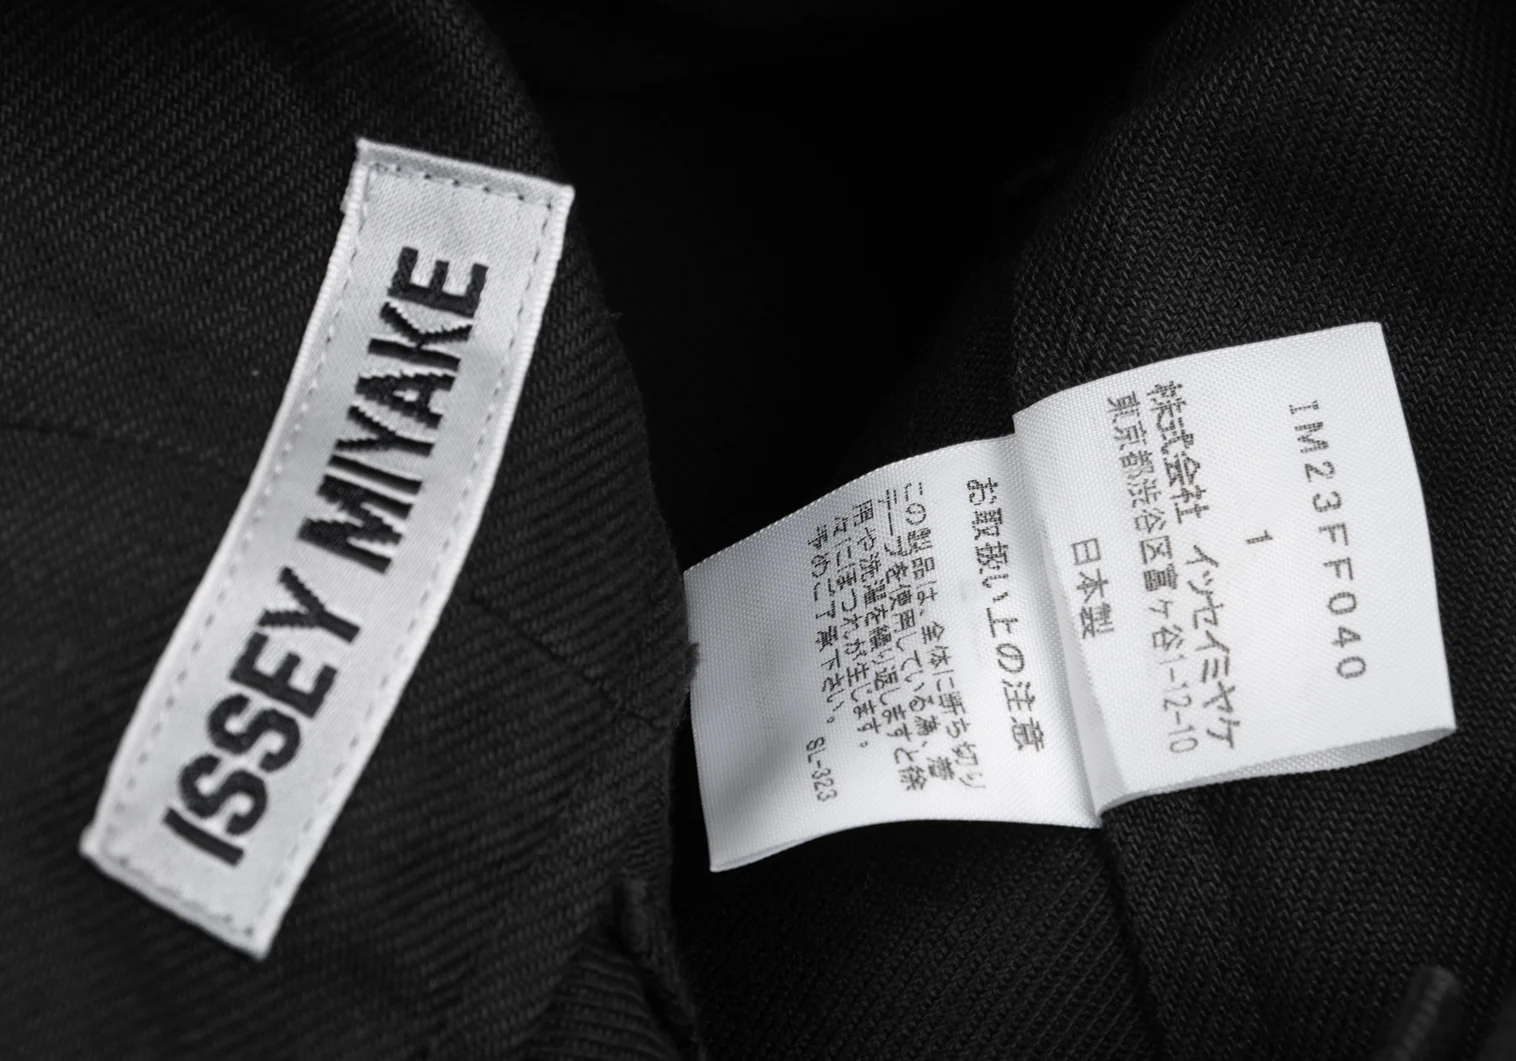 ISSEY MIYAKE
IM23FF040
1
株式会社 イッセイミヤケ
東京都渋谷区富ヶ谷1-12-10
日本製
お取扱い上の注意
この製品は、全体に断ち切り
テープを使用している為、着
用や洗濯を繰り返しますと徐
々にほつれが生じます。
予めご了承下さい。 SL-323